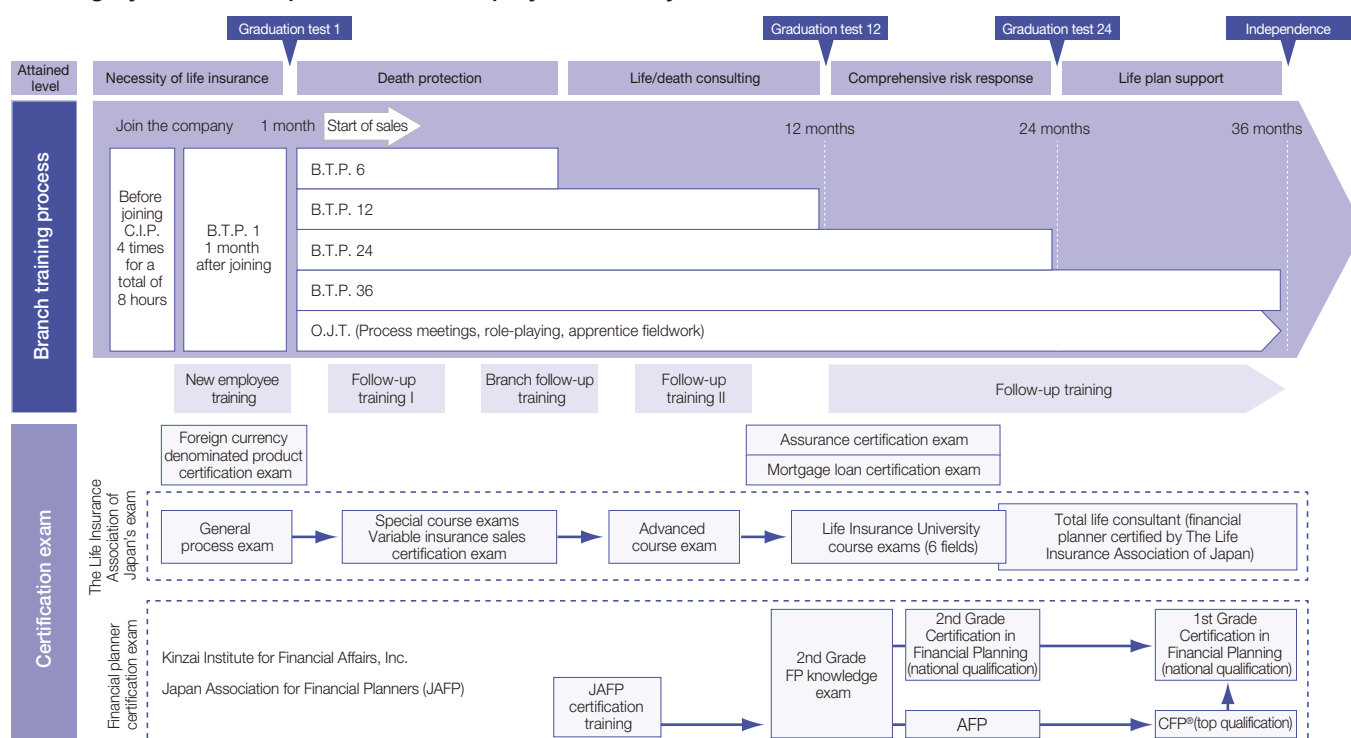 Graduation test 1
Graduation test 12
Graduation test 24
Independence
Attained
level
Necessity of life insurance
Death protection
Life/death consulting
Comprehensive risk response
Life plan support
Branch training process
Join the company
1 month
Start of sales
12 months
24 months
36 months
Before
joining
C.I.P.
4 times
for a
total of
8 hours
B.T.P. 1
1 month
after joining
B.T.P. 6
B.T.P. 12
B.T.P. 24
B.T.P. 36
O.J.T. (Process meetings, role-playing, apprentice fieldwork)
New employee
training
Follow-up
training I
Branch follow-up
training
Follow-up
training II
Follow-up training
Certification exam
Foreign currency
denominated product
certification exam
Assurance certification exam
Mortgage loan certification exam
The Life Insurance
Association of
Japan's exam
General
process exam
Special course exams
Variable insurance sales
certification exam
Advanced
course exam
Life Insurance University
course exams (6 fields)
Total life consultant (financial
planner certified by The Life
Insurance Association of Japan)
Financial planner
certification exam
Kinzai Institute for Financial Affairs, Inc.
Japan Association for Financial Planners (JAFP)
JAFP
certification
training
2nd Grade
FP knowledge
exam
2nd Grade
Certification in
Financial Planning
(national qualification)
1st Grade
Certification in
Financial Planning
(national qualification)
AFP
CFP®(top qualification)